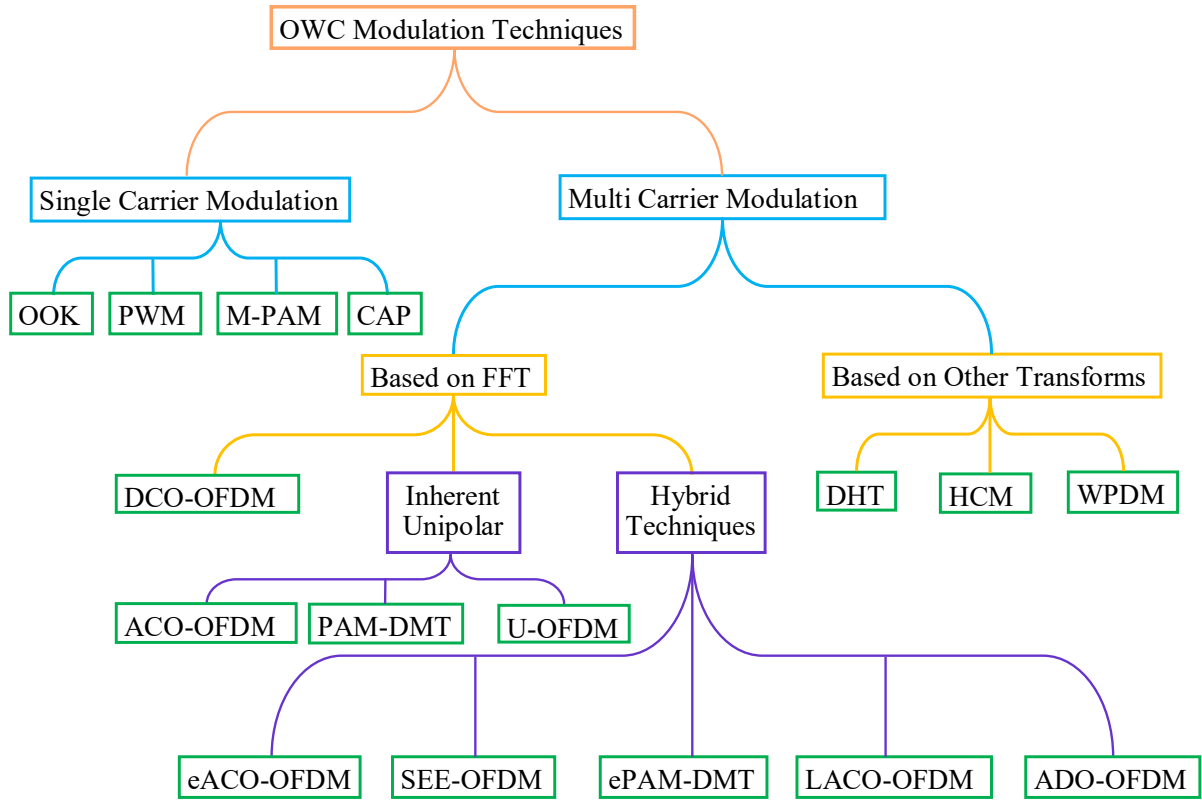 OWC Modulation Techniques
Single Carrier Modulation
Multi Carrier Modulation
OOK
PWM
M-PAM
CAP
Based on FFT
Based on Other Transforms
DCO-OFDM
Inherent
Unipolar
Hybrid
Techniques
DHT
HCM
WPDM
ACO-OFDM
PAM-DMT
U-OFDM
eACO-OFDM
SEE-OFDM
ePAM-DMT
LACO-OFDM
ADO-OFDM